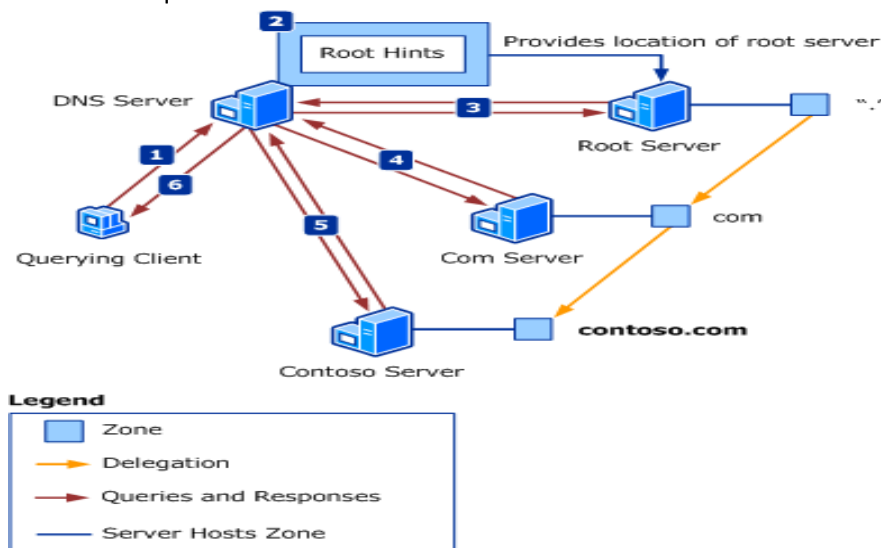 2
Root Hints
Provides location of root server
DNS Server
3
"."
Root Server
1
4
6
com
5
Querying Client
Com Server
contoso.com
Contoso Server
Legend
Zone
Delegation
Queries and Responses
Server Hosts Zone